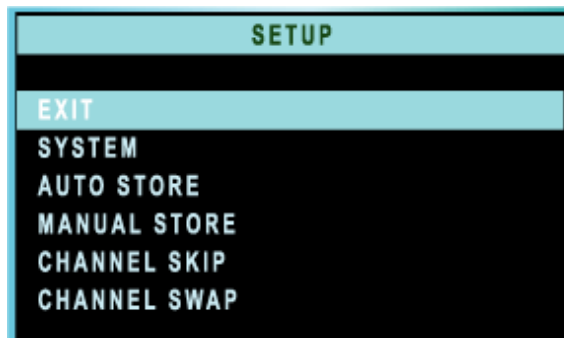 SETUP
EXIT
SYSTEM
AUTO STORE
MANUAL STORE
CHANNEL SKIP
CHANNEL SWAP